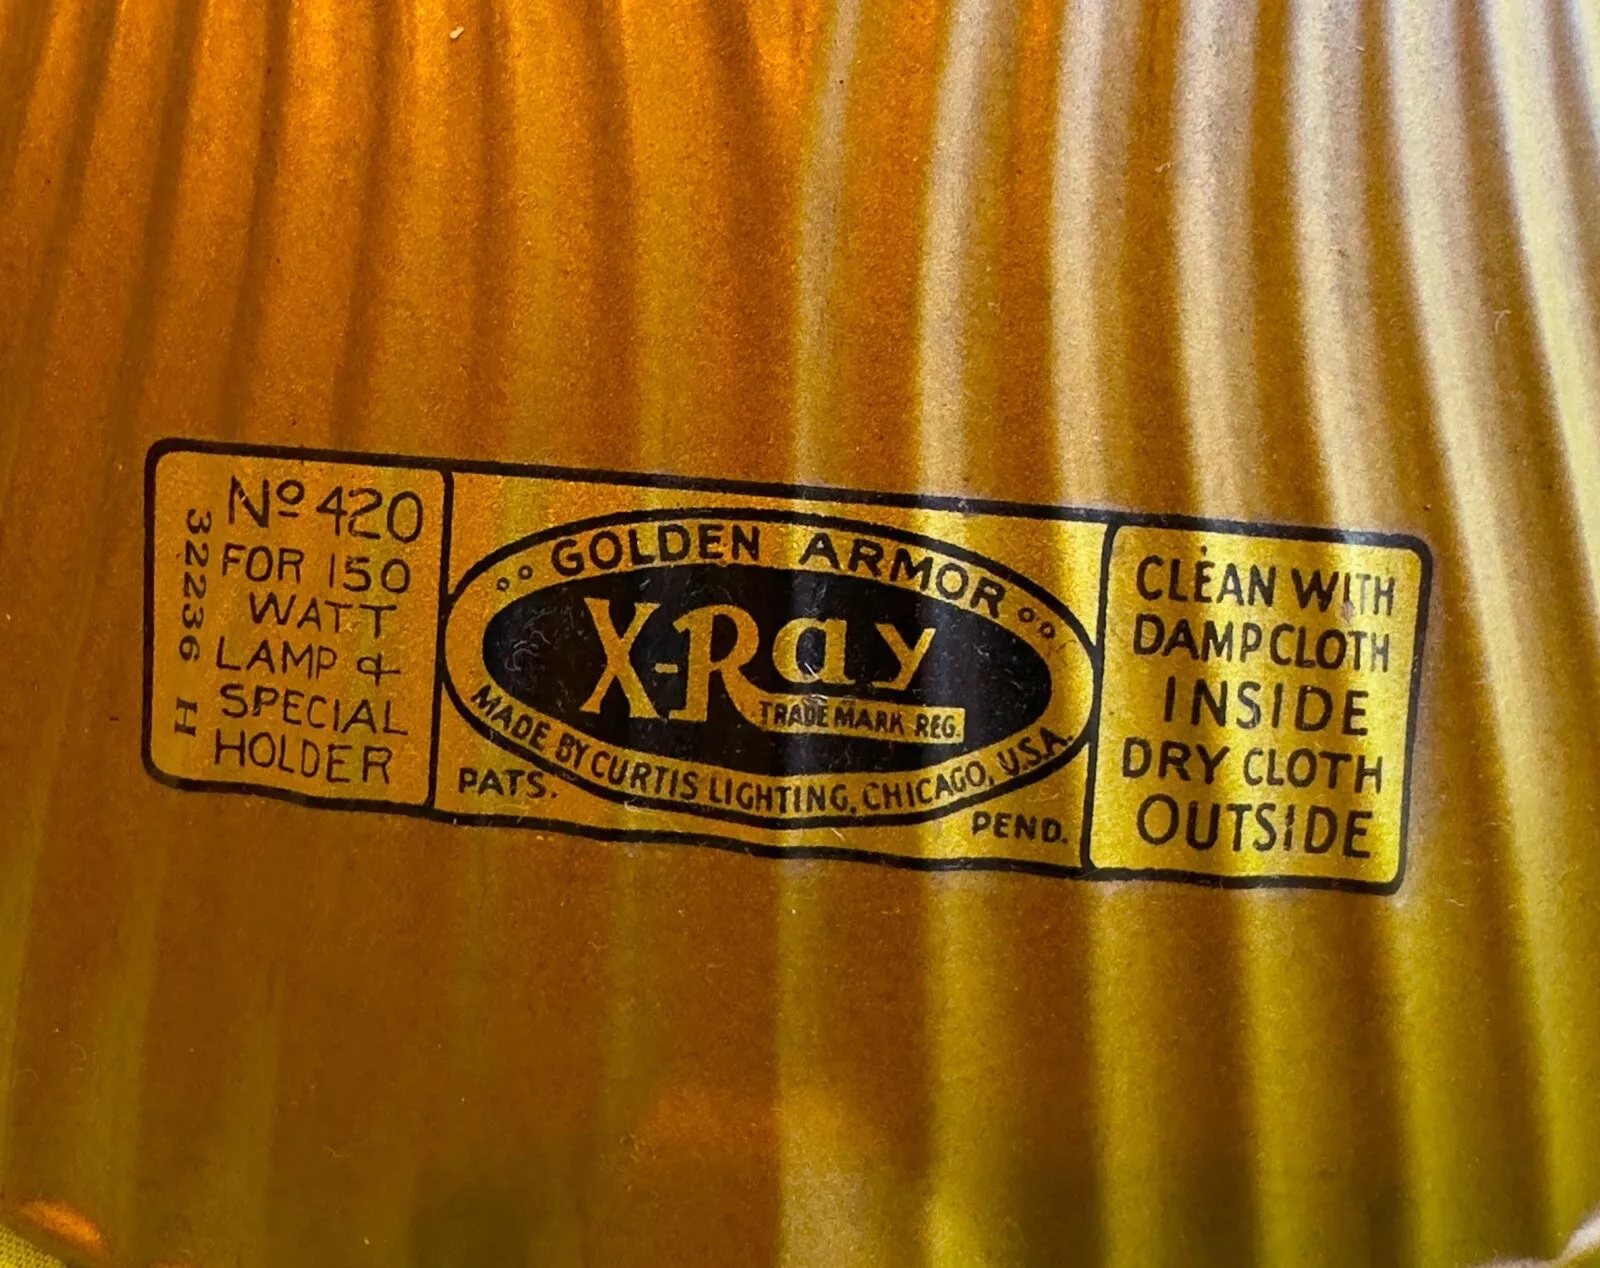 Nº 420
FOR 150
WATT
LAMP &
SPECIAL
HOLDER
32236 H
GOLDEN ARMOR
X-Ray
TRADE MARK REG.
MADE BY CURTIS LIGHTING, CHICAGO, U.S.A.
PATS.
PEND.
CLEAN WITH
DAMP CLOTH
INSIDE
DRY CLOTH
OUTSIDE